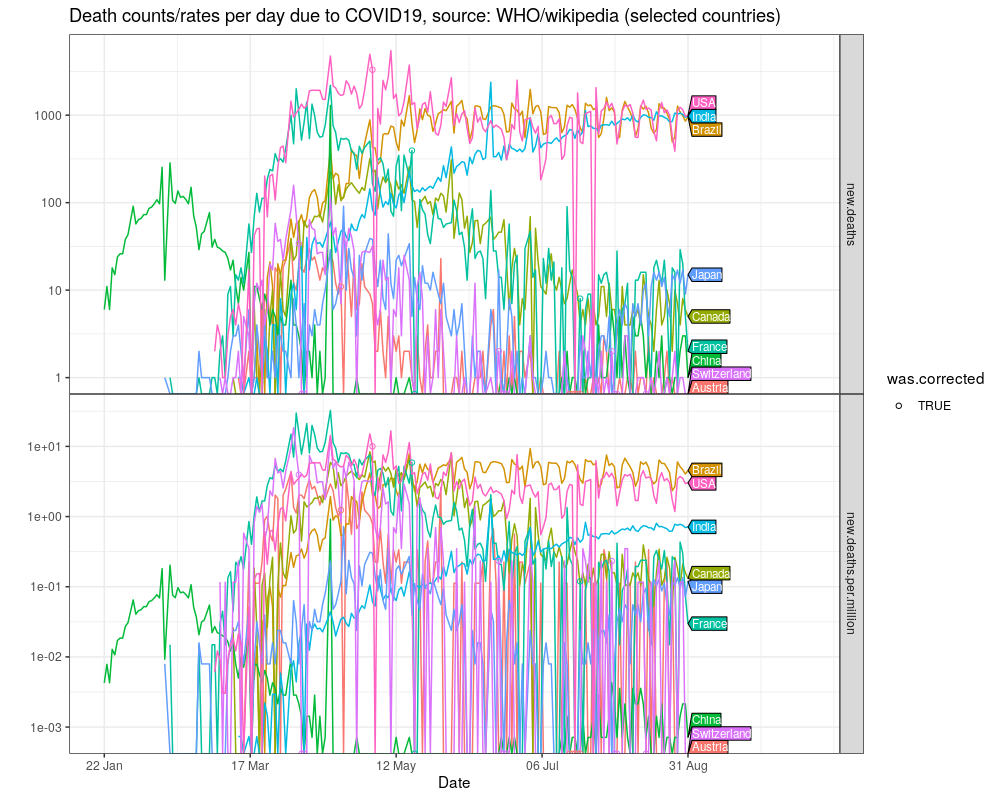 Death counts/rates per day due to COVID19, source: WHO/wikipedia (selected countries)
1000
100
10
1
USA
India
Brazil
Japan
Canada
France
China
Switzerland
Austria
new.deaths
1e+01
1e+00
1e-01
1e-02
1e-03
Brazil
USA
India
Canada
Japan
France
China
Switzerland
Austria
new.deaths.per.million
22 Jan
17 Mar
12 May
06 Jul
31 Aug
Date
was.corrected
TRUE